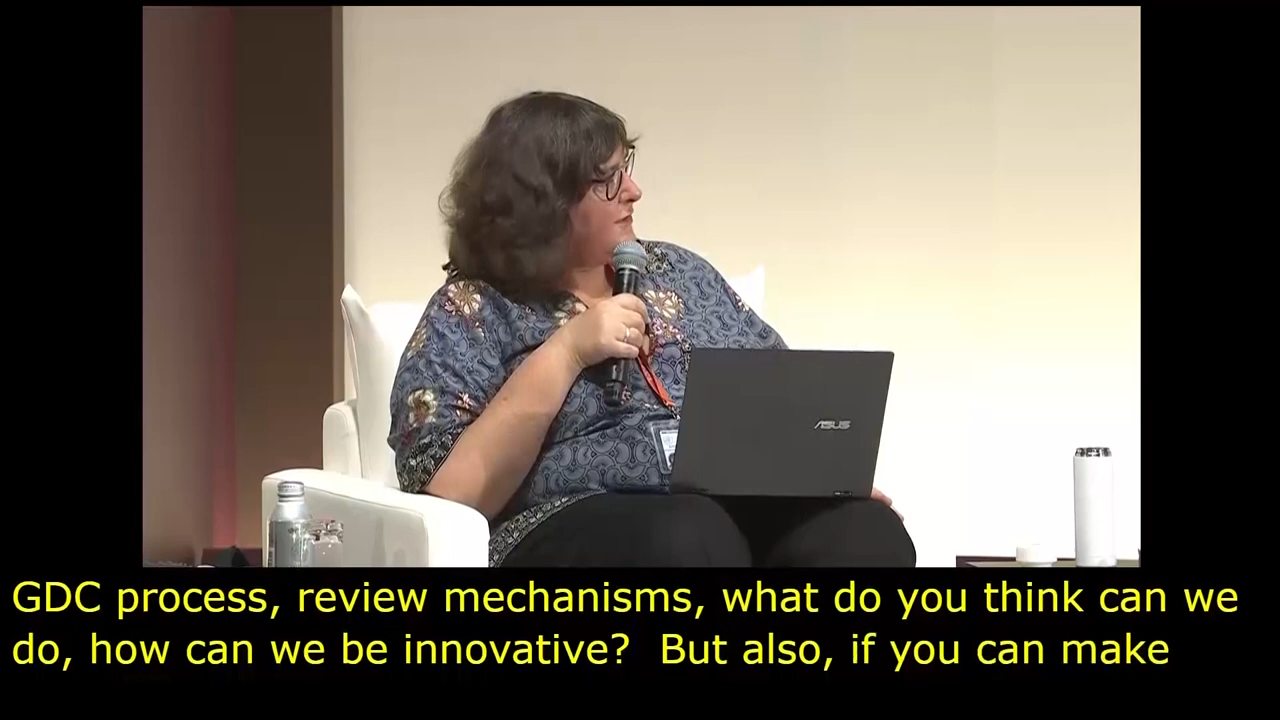 ASUS
GDC process, review mechanisms, what do you think can we
do, how can we be innovative?  But also, if you can make